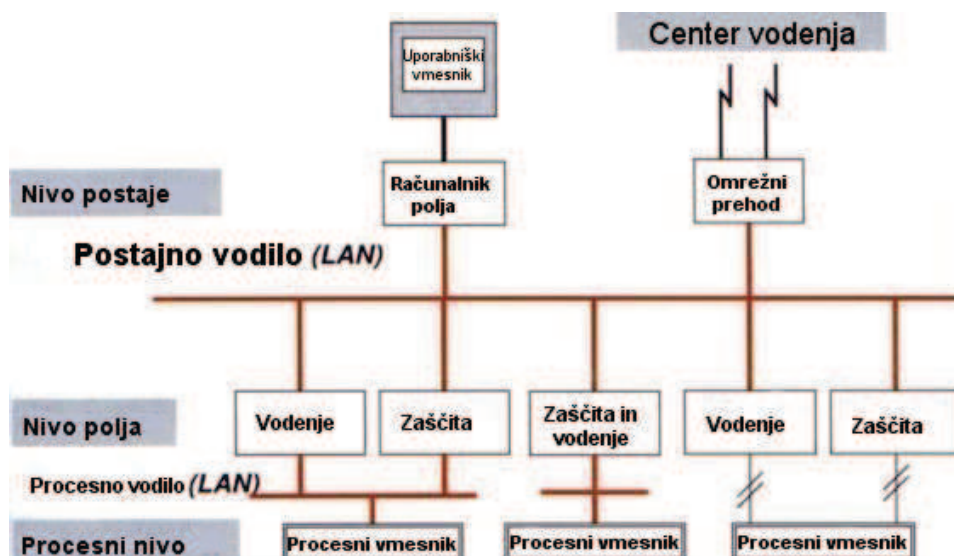 Uporabniški
vmesnik
Center vodenja
Nivo postaje
Računalnik
polja
Omrežni
prehod
Postajno vodilo (LAN)
Nivo polja
Vodenje
Zaščita
Zaščita in
vodenje
Vodenje
Zaščita
Procesno vodilo (LAN)
Procesni nivo
Procesni vmesnik
Procesni vmesnik
Procesni vmesnik